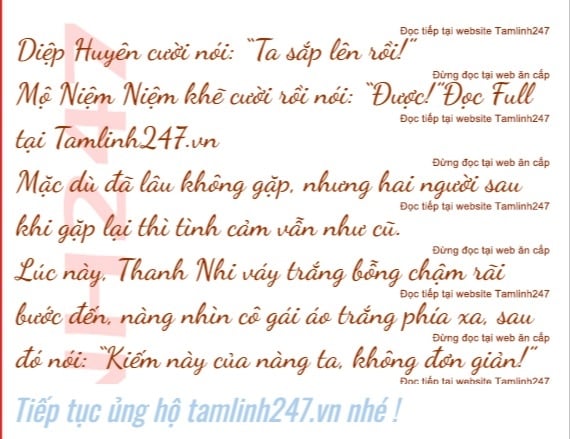 Đọc tiếp tại website Tamlinh247
Diệp Huyên cười nói: “Ta sắp lên rồi!”
Đừng đọc tại web ăn cắp
Mộ Niệm Niệm khẽ cười rồi nói: “Được!”Đọc Full
Đọc tiếp tại website Tamlinh247
tại Tamlinh247.vn
Đừng đọc tại web ăn cắp
Mặc dù đã lâu không gặp, nhưng hai người sau
Đọc tiếp tại website Tamlinh247
khi gặp lại thì tình cảm vẫn như cũ.
Đừng đọc tại web ăn cắp
Lúc này, Thanh Nhi váy trắng bỗng chậm rãi
Đọc tiếp tại website Tamlinh247
bước đến, nàng nhìn cô gái áo trắng phía xa, sau
Đừng đọc tại web ăn cắp
đó nói: “Kiếm này của nàng ta, không đơn giản!”
Đọc tiếp tại website Tamlinh247
NH247
Tiếp tục ủng hộ tamlinh247.vn nhé !